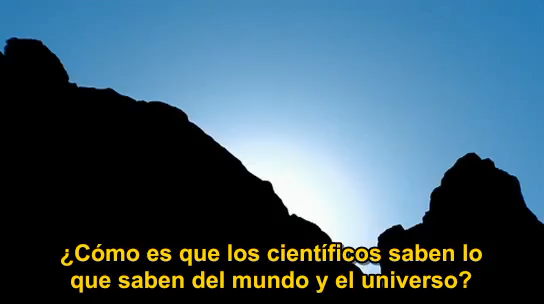 ¿Cómo es que los científicos saben lo
que saben del mundo y el universo?